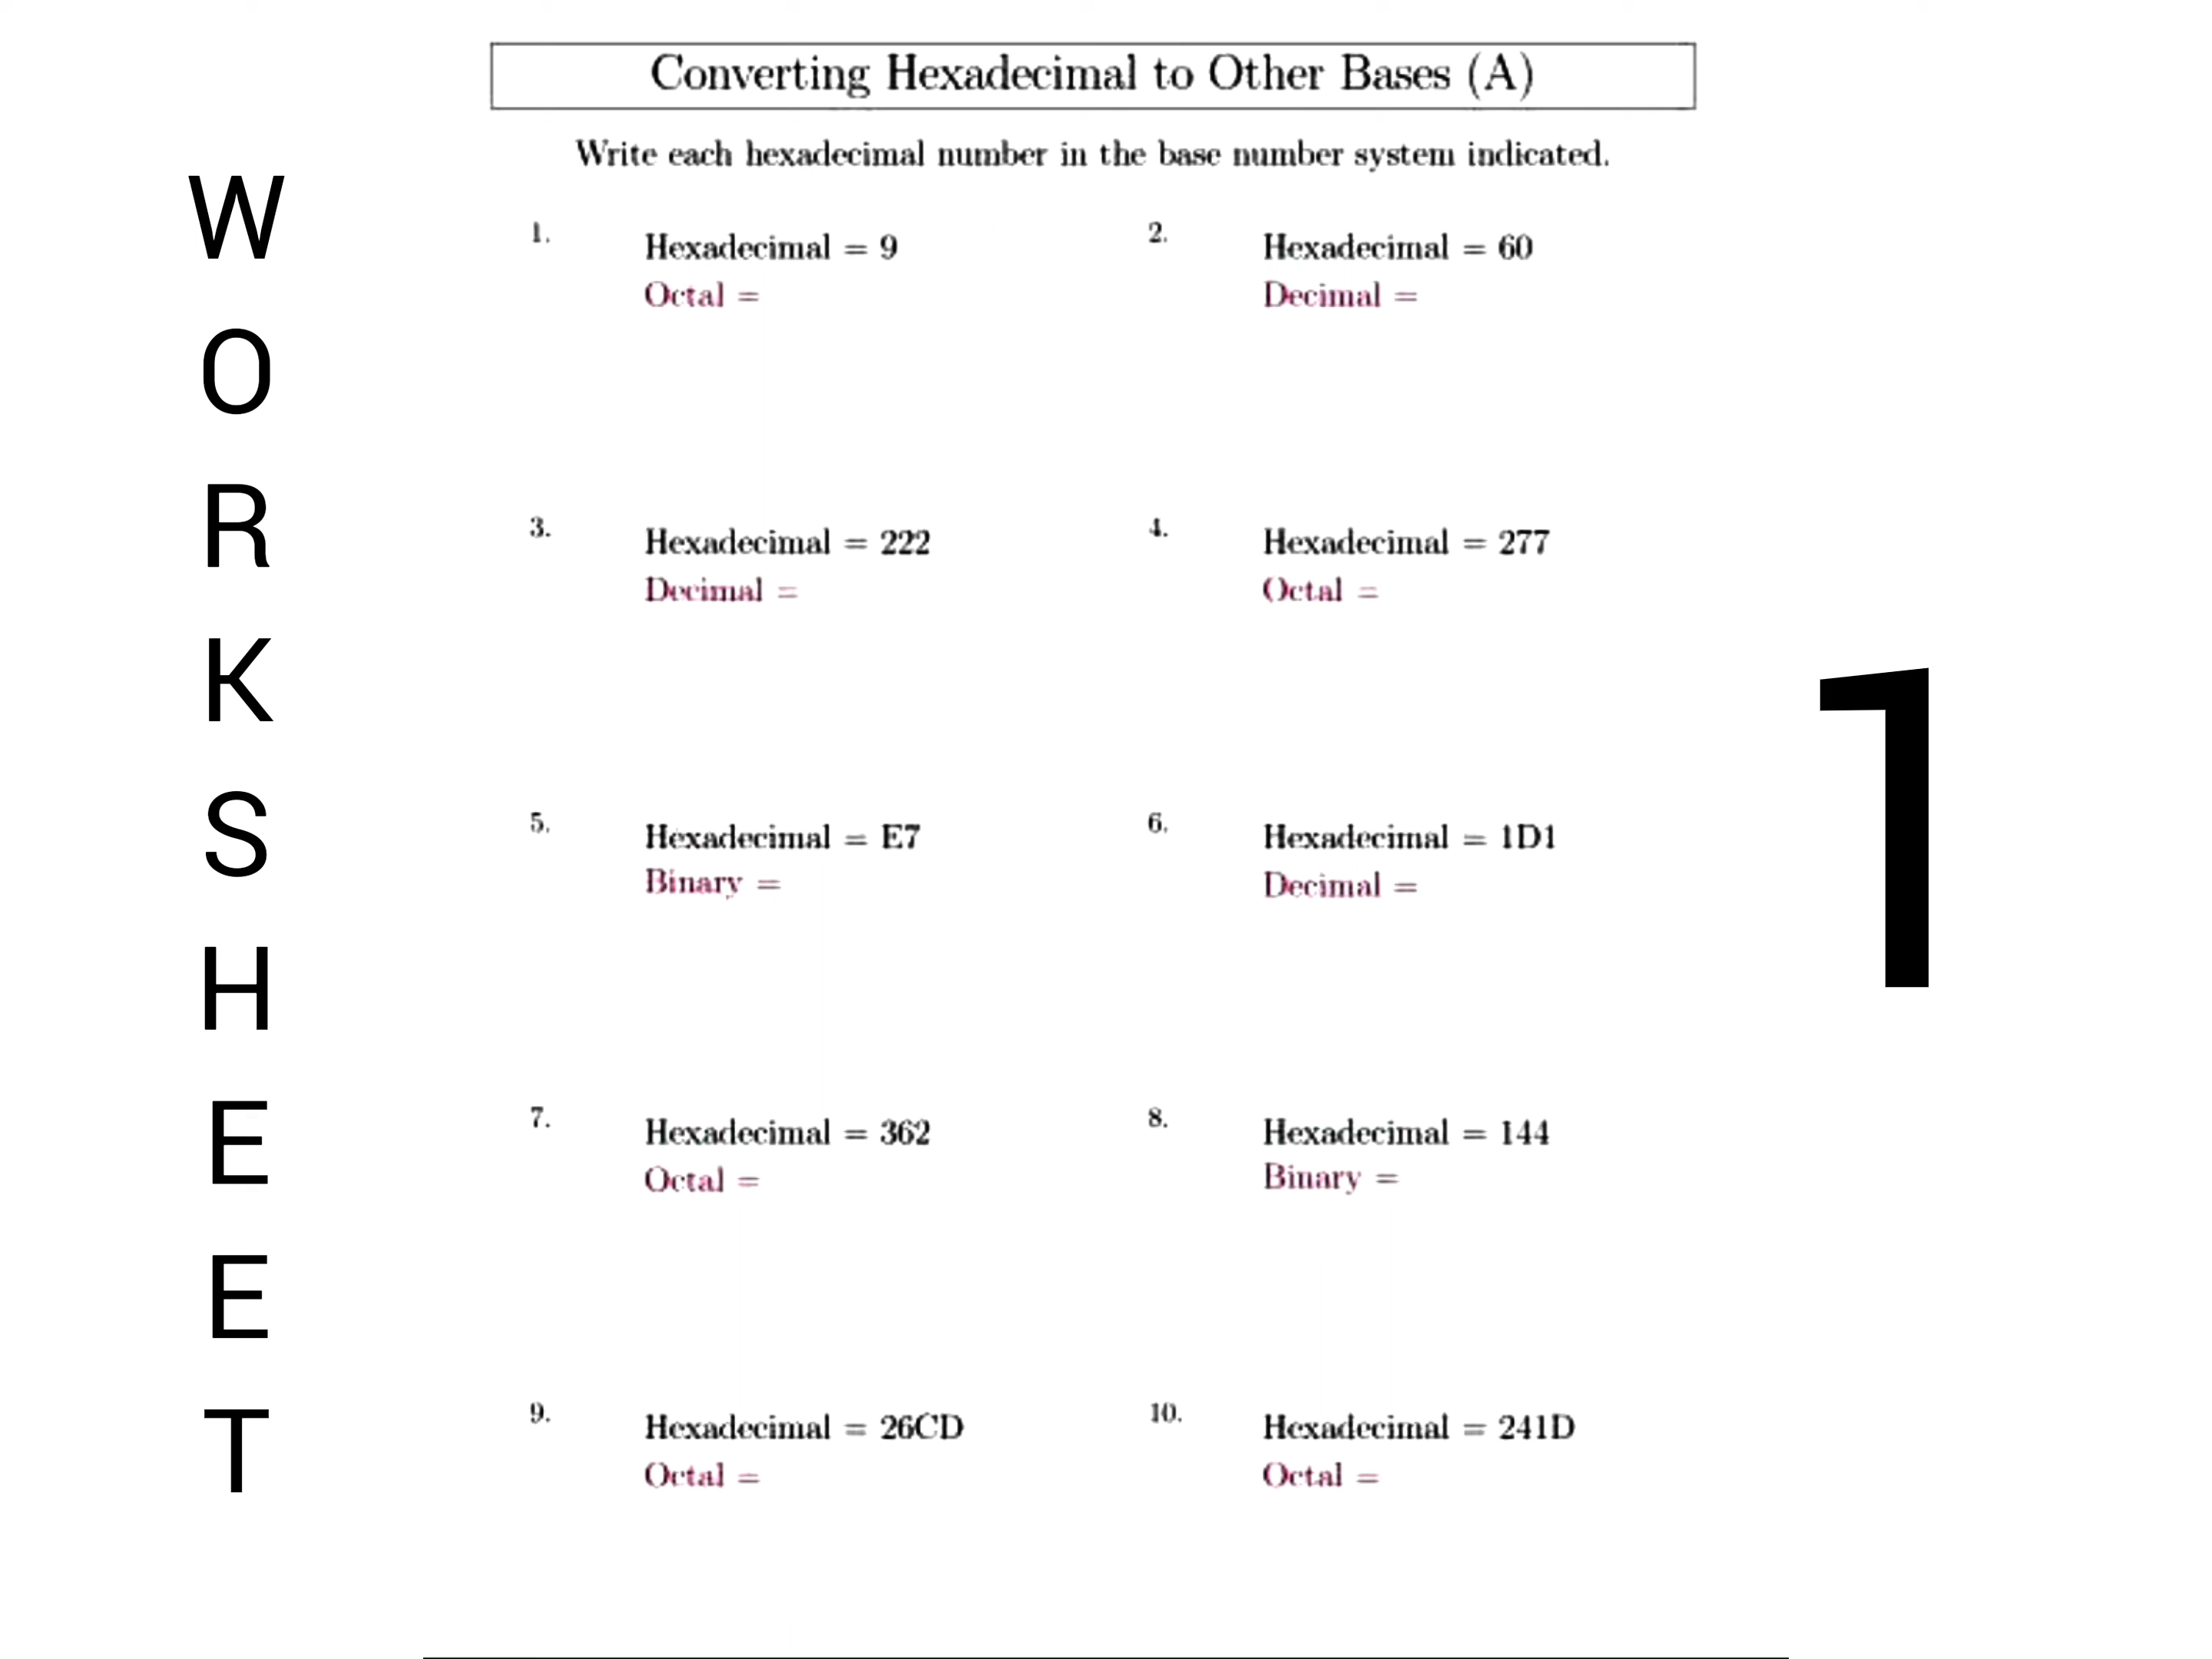 WORKSHEET
Converting Hexadecimal to Other Bases (A)
Write each hexadecimal number in the base number system indicated.
1. Hexadecimal = 9
Octal =
2. Hexadecimal = 60
Decimal =
3. Hexadecimal = 222
Decimal =
4. Hexadecimal = 277
Octal =
5. Hexadecimal = E7
Binary =
6. Hexadecimal = 1D1
Decimal =
7. Hexadecimal = 362
Octal =
8. Hexadecimal = 144
Binary =
9. Hexadecimal = 26CD
Octal =
10. Hexadecimal = 241D
Octal =
1